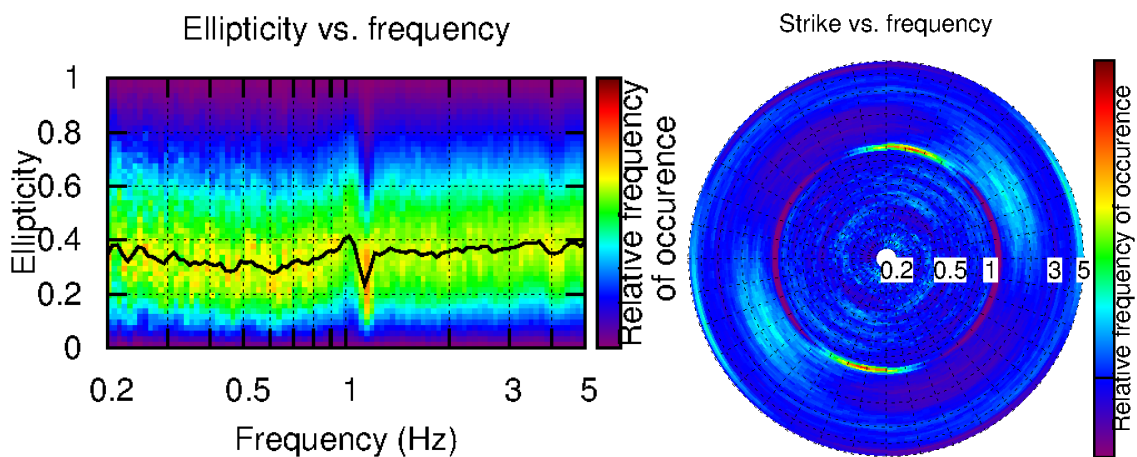 Ellipticity vs. frequency
Ellipticity
1
0.8
0.6
0.4
0.2
0
0.2 0.5 1 3 5
Frequency (Hz)
Relative frequency
of occurence
Strike vs. frequency
0.2 0.5 1 3 5
Relative frequency of occurence